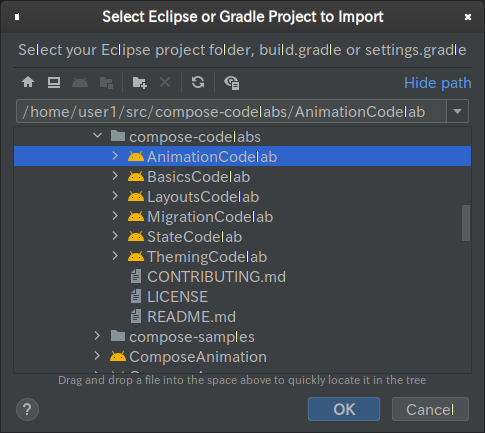 Select Eclipse or Gradle Project to Import
Select your Eclipse project folder, build.gradle or settings.gradle
Hide path
/home/user1/src/compose-codelabs/AnimationCodelab
compose-codelabs
AnimationCodelab
BasicsCodelab
LayoutsCodelab
MigrationCodelab
StateCodelab
ThemingCodelab
CONTRIBUTING.md
LICENSE
README.md
compose-samples
ComposeAnimation
Drag and drop a file into the space above to quickly locate it in the tree
?
OK
Cancel